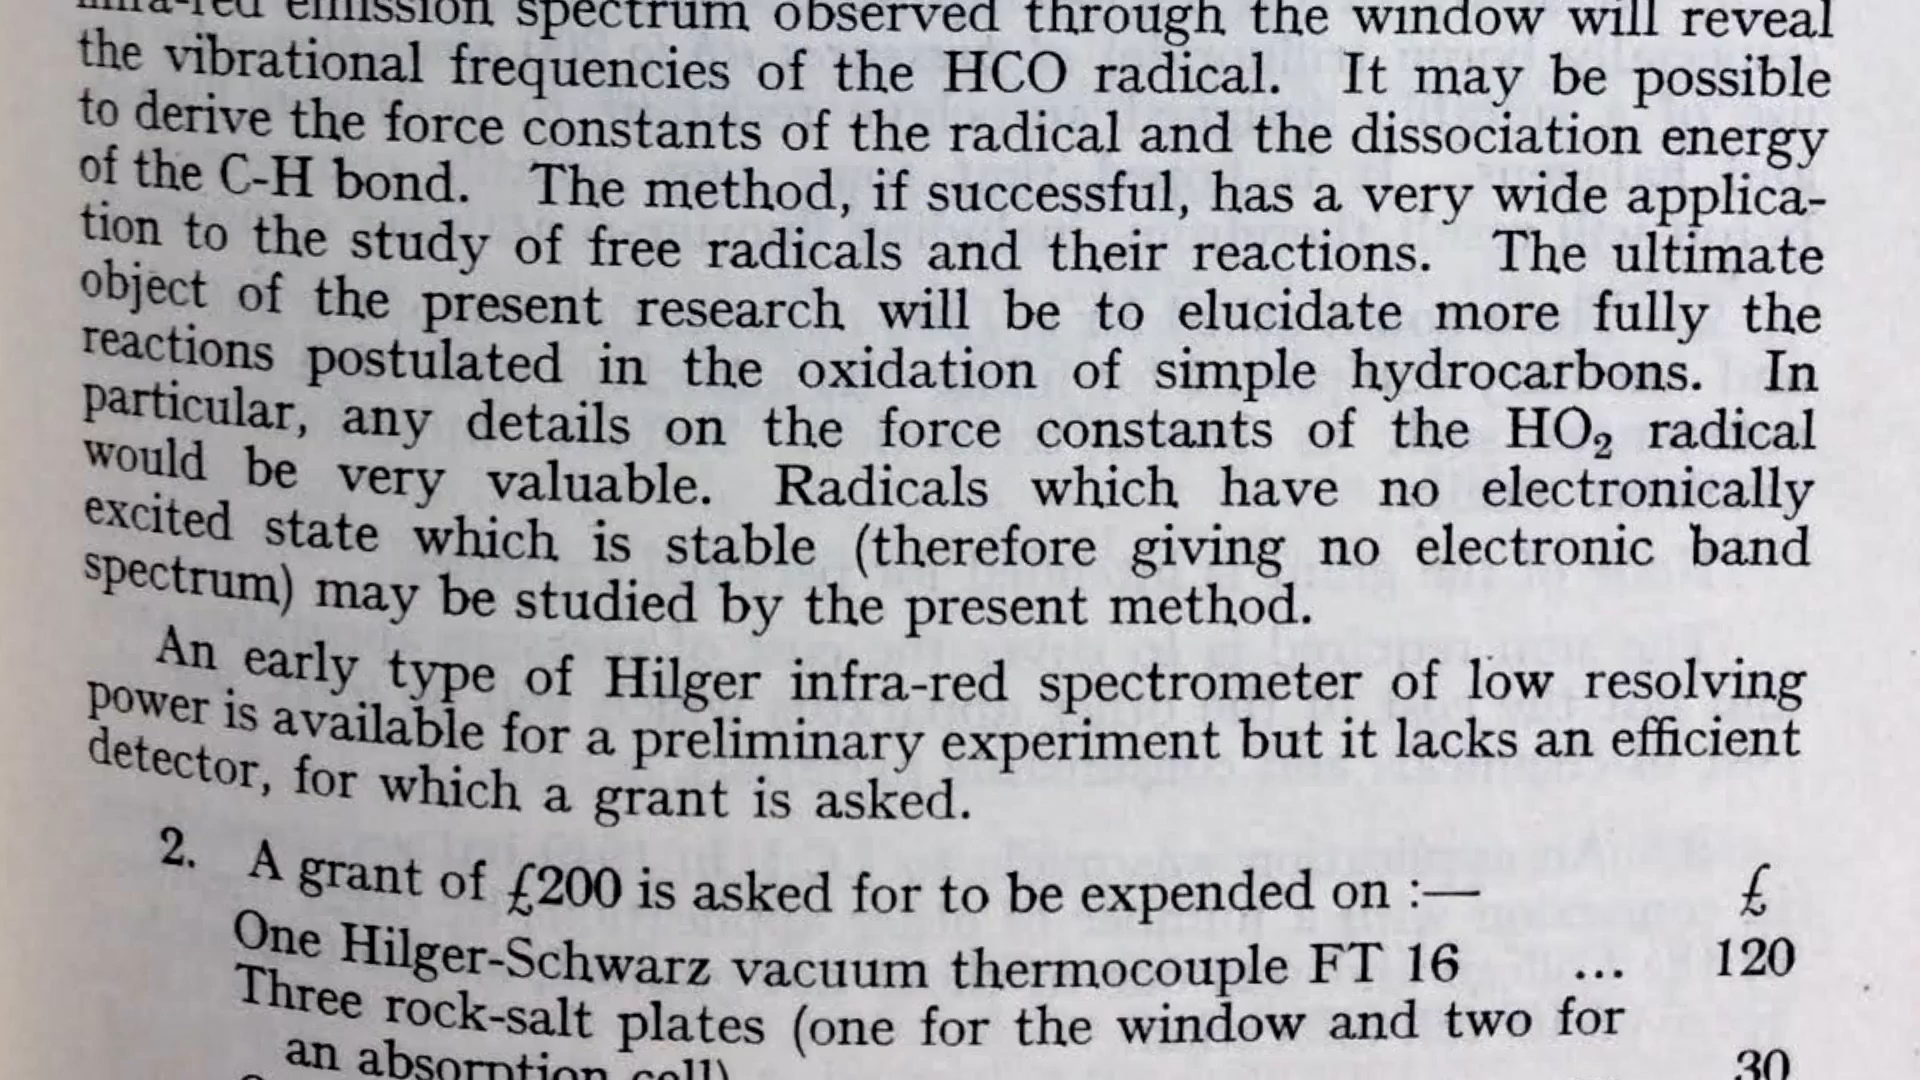 infra-red emission spectrum observed through the window will reveal
the vibrational frequencies of the HCO radical. It may be possible
to derive the force constants of the radical and the dissociation energy
of the C-H bond. The method, if successful, has a very wide applica-
tion to the study of free radicals and their reactions. The ultimate
object of the present research will be to elucidate more fully the
reactions postulated in the oxidation of simple hydrocarbons. In
particular, any details on the force constants of the HO₂ radical
would be very valuable. Radicals which have no electronically
excited state which is stable (therefore giving no electronic band
spectrum) may be studied by the present method.
An early type of Hilger infra-red spectrometer of low resolving
power is available for a preliminary experiment but it lacks an efficient
detector, for which a grant is asked.
2. A grant of £200 is asked for to be expended on :— £
One Hilger-Schwarz vacuum thermocouple FT 16 ... 120
Three rock-salt plates (one for the window and two for
an absorption cell) 30